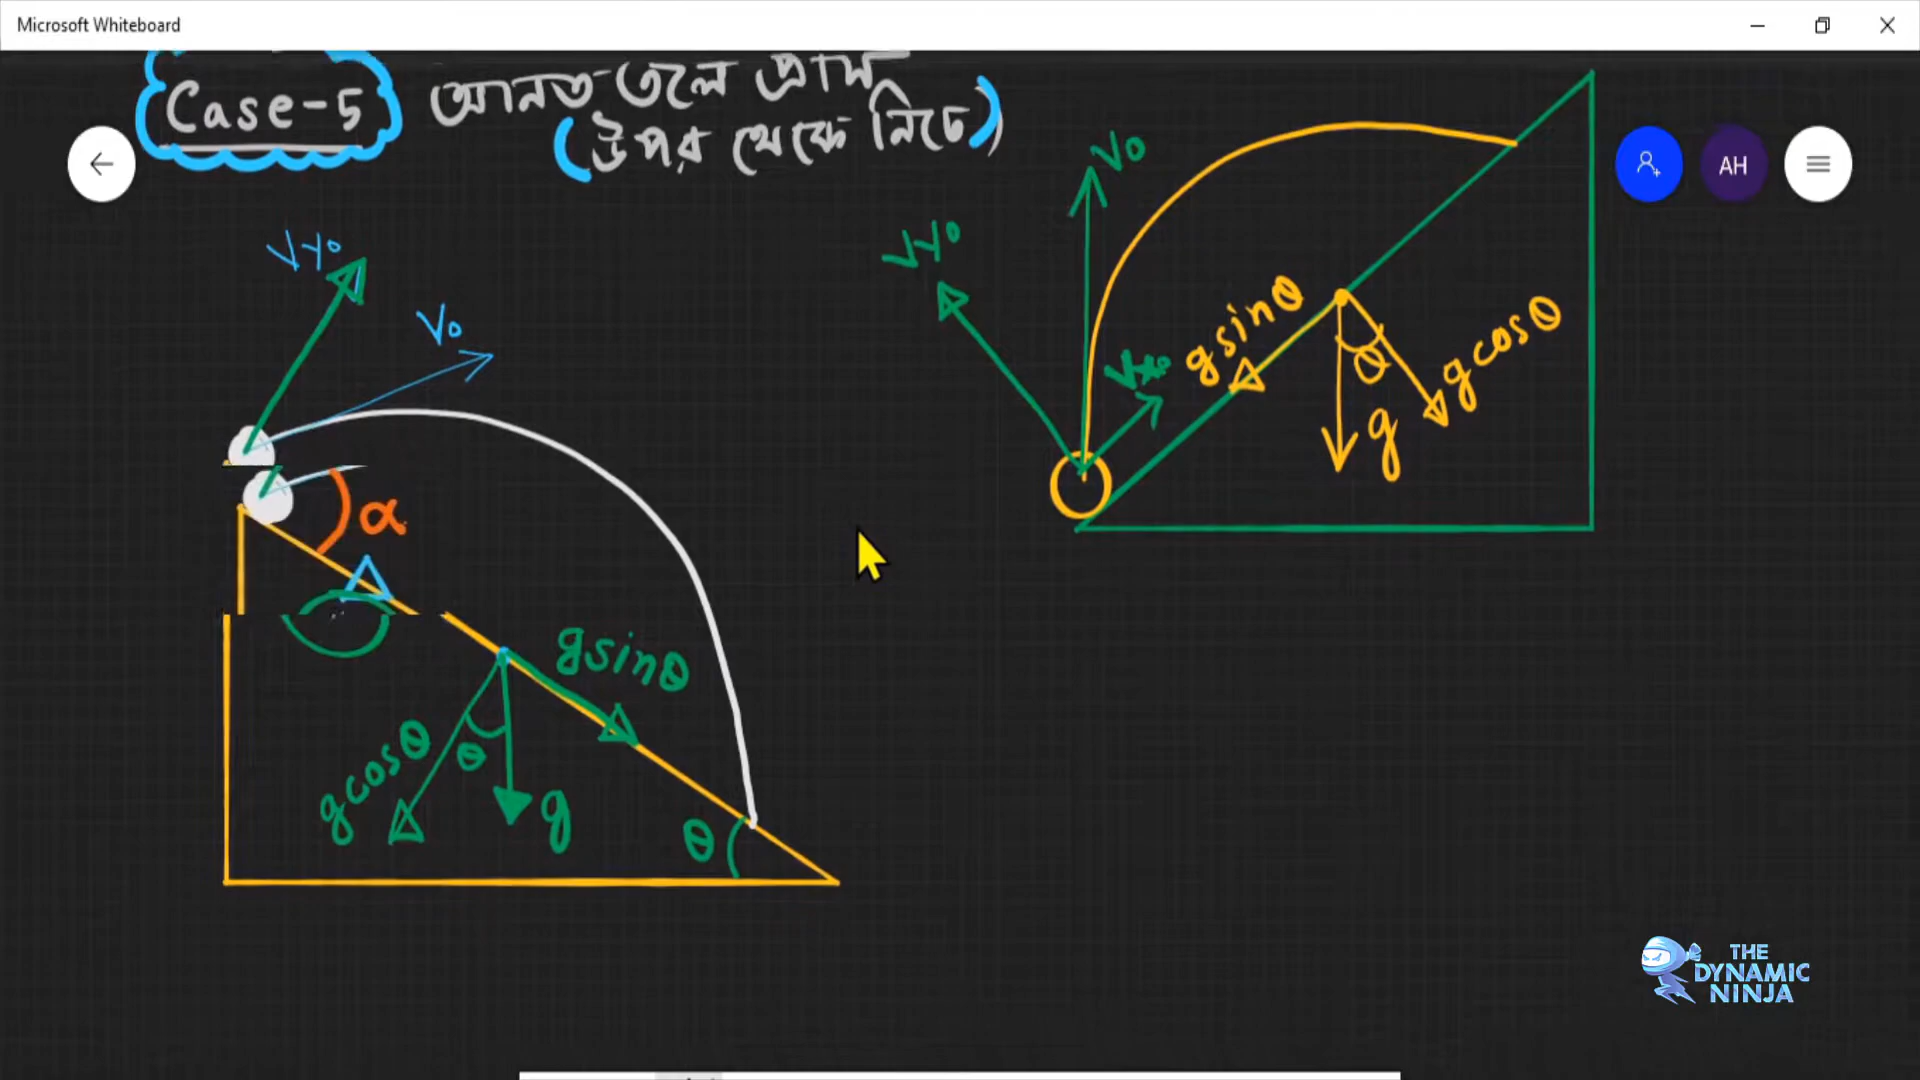 Microsoft Whiteboard
Case-5 আনত তলে প্রাস
(উপর থেকে নিচে)
AH
Vyo
Vo
α
gsinθ
gcosθ
θ
g
θ
Vo
Vyo
Vxo
gsinθ
θ
gcosθ
g
THE
DYNAMIC
NINJA